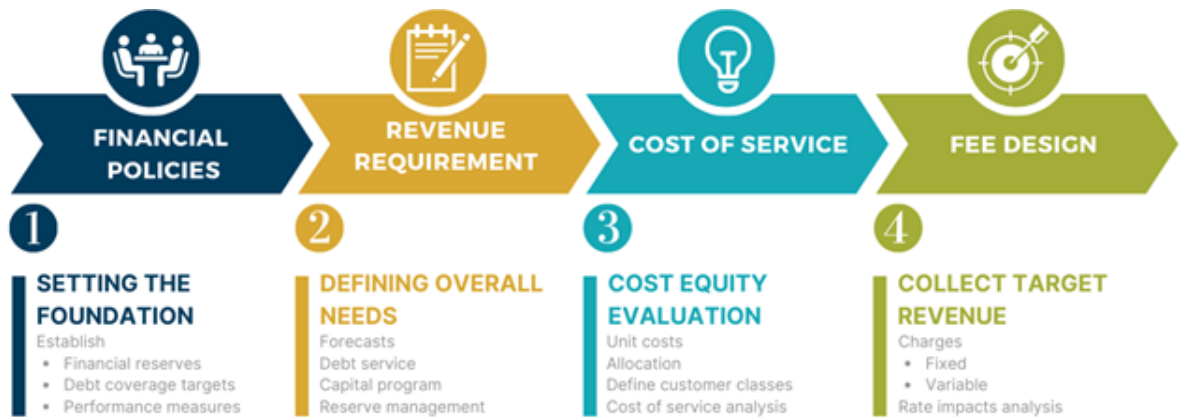 FINANCIAL
POLICIES
REVENUE
REQUIREMENT
COST OF SERVICE
FEE DESIGN
1
SETTING THE
FOUNDATION
Establish
• Financial reserves
• Debt coverage targets
• Performance measures
2
DEFINING OVERALL
NEEDS
Forecasts
Debt service
Capital program
Reserve management
3
COST EQUITY
EVALUATION
Unit costs
Allocation
Define customer classes
Cost of service analysis
4
COLLECT TARGET
REVENUE
Charges
• Fixed
• Variable
Rate impacts analysis